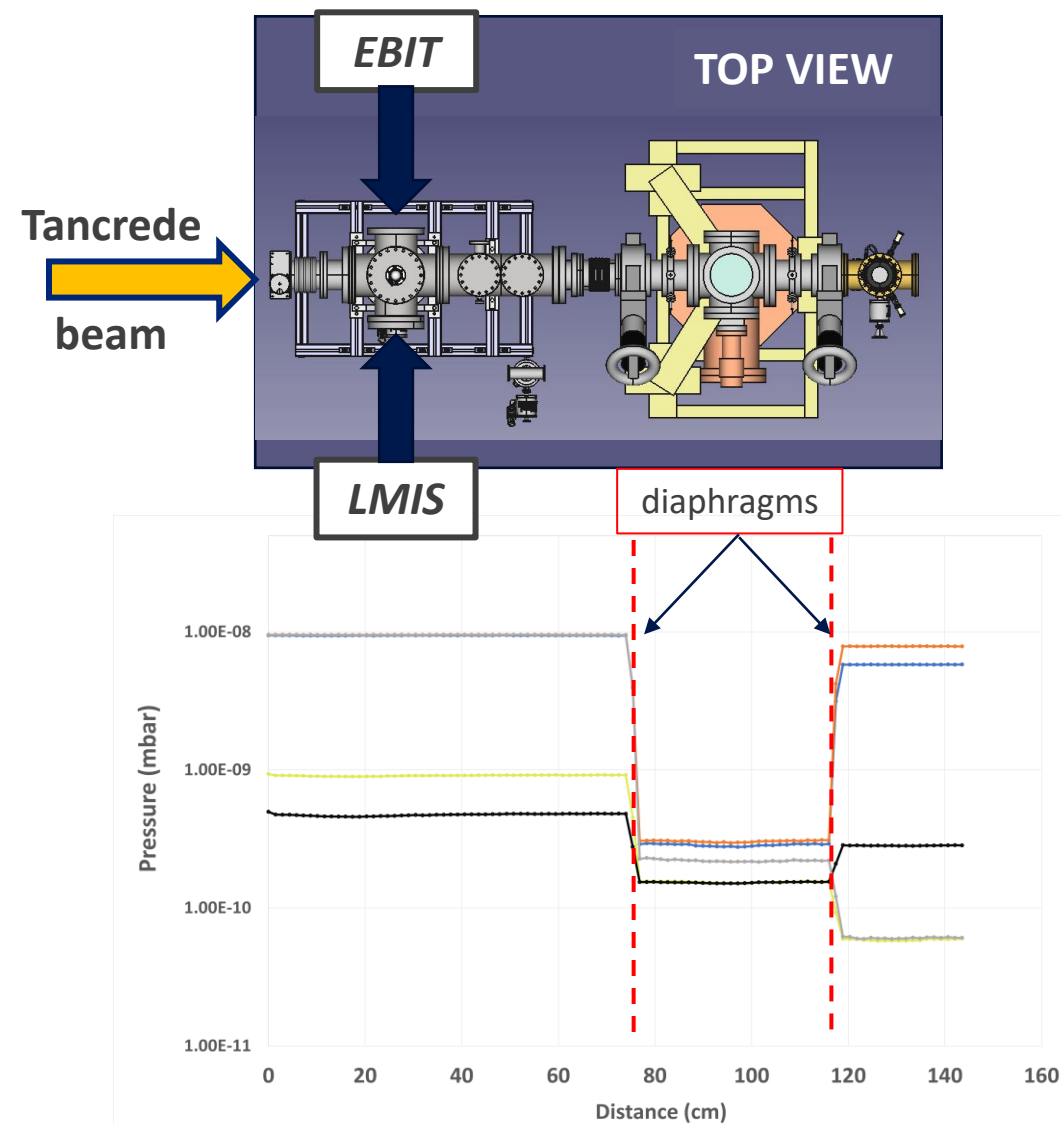 EBIT
TOP VIEW
Tancrede
beam
LMIS
diaphragms
1.00E-08
1.00E-09
1.00E-10
1.00E-11
Pressure (mbar)
0 20 40 60 80 100 120 140 160
Distance (cm)